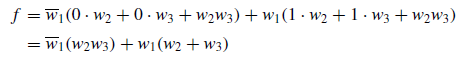 f = w̅₁(0 · w₂ + 0 · w₃ + w₂w₃) + w₁(1 · w₂ + 1 · w₃ + w₂w₃)
= w̅₁(w₂w₃) + w₁(w₂ + w₃)